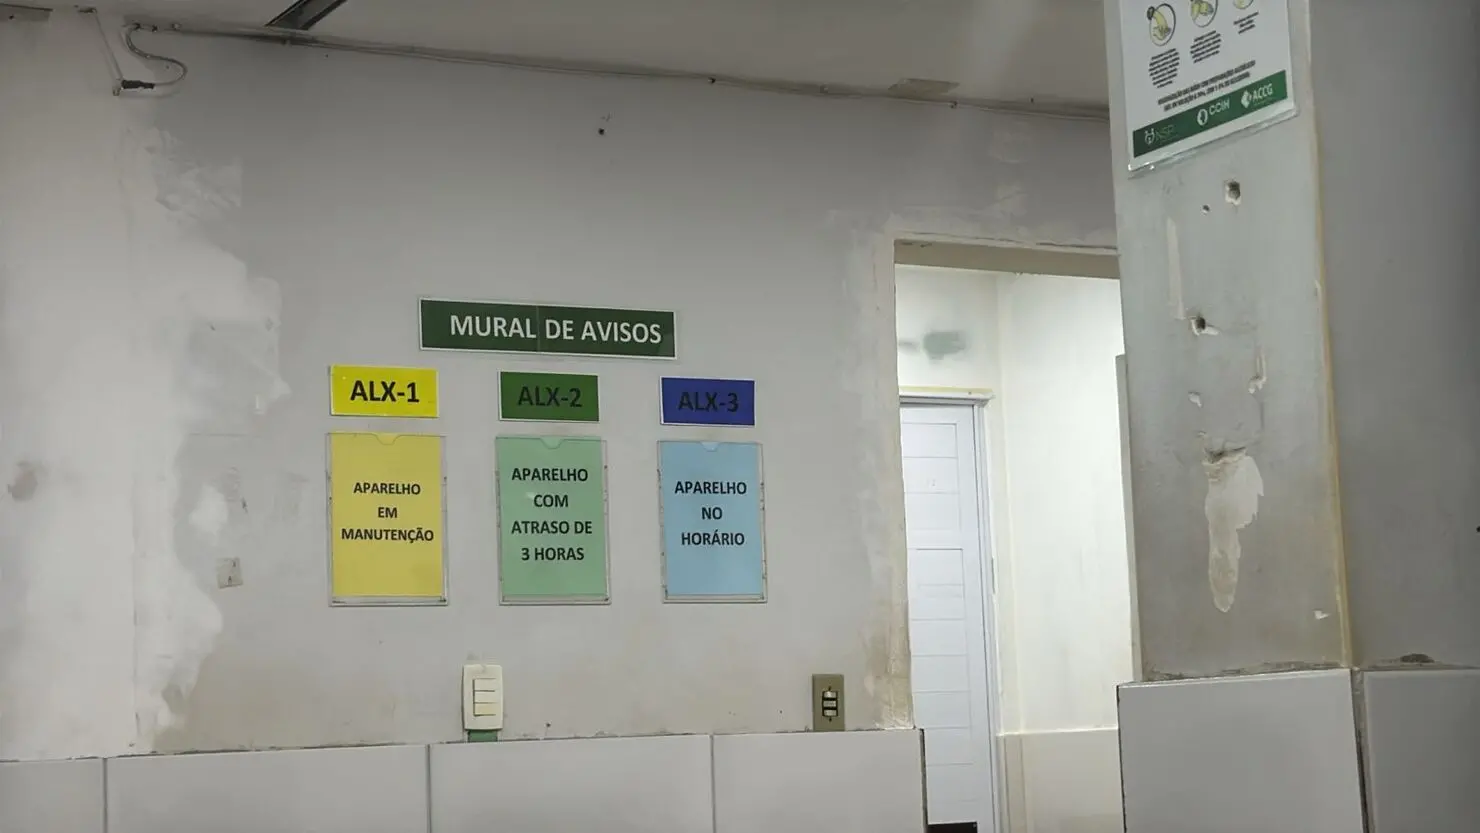 MURAL DE AVISOS
ALX-1
ALX-2
ALX-3
APARELHO
EM
MANUTENÇÃO
APARELHO
COM
ATRASO DE
3 HORAS
APARELHO
NO
HORÁRIO
NSP
CCIH
ACCG